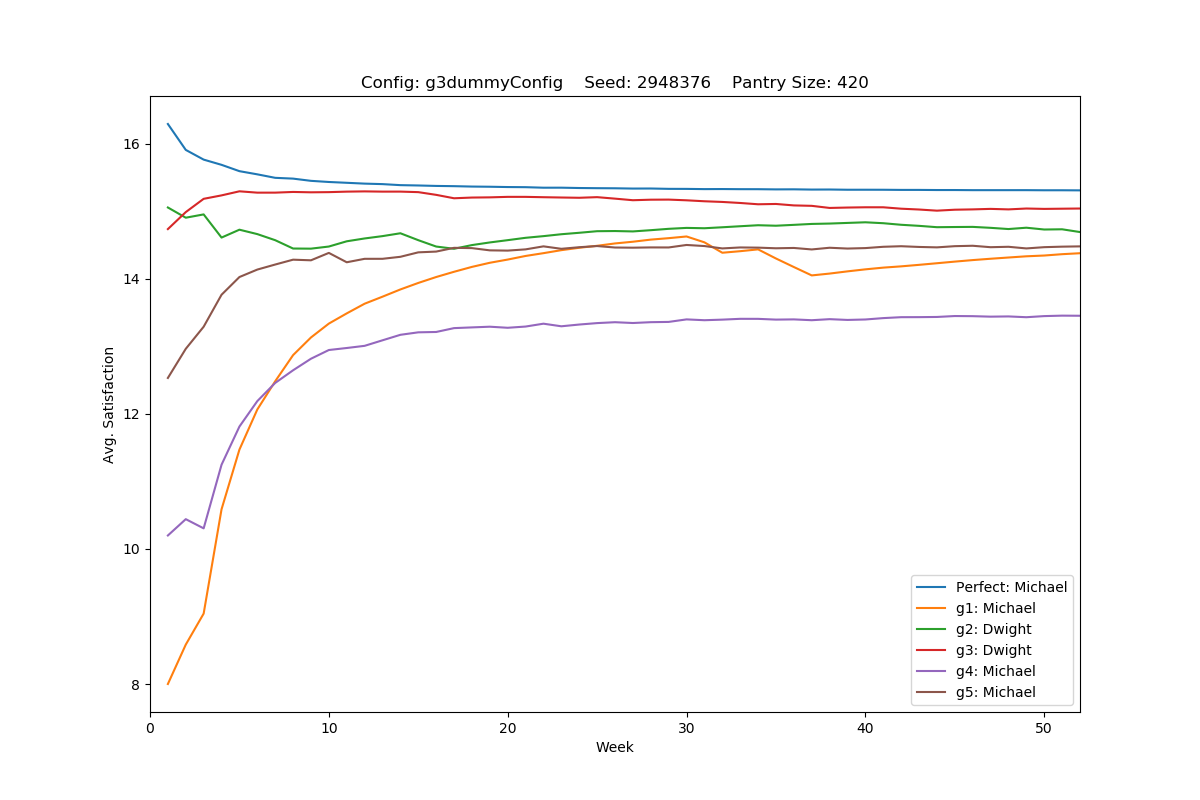 Config: g3dummyConfig    Seed: 2948376    Pantry Size: 420
16
14
12
10
8
Avg. Satisfaction
0 10 20 30 40 50
Week
Perfect: Michael
g1: Michael
g2: Dwight
g3: Dwight
g4: Michael
g5: Michael